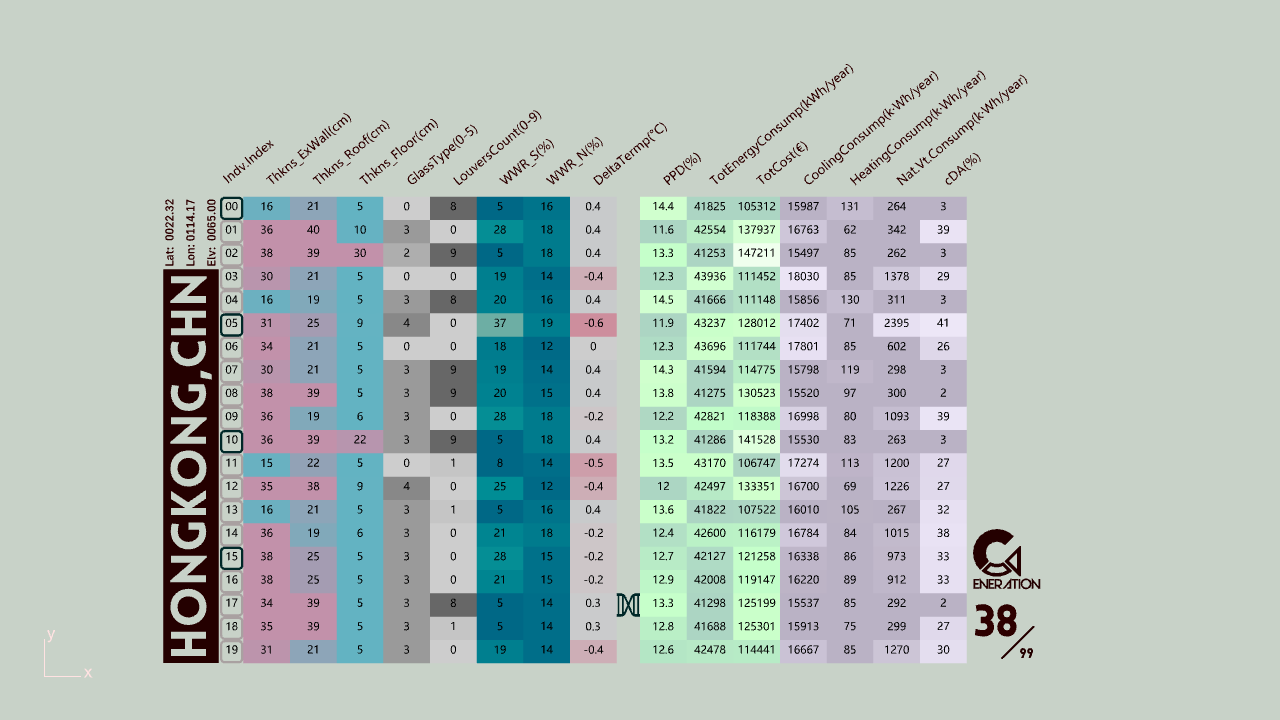 Indv.Index Thkns_ExWall(cm) Thkns_Roof(cm) Thkns_Floor(cm) GlassType(0-5) LouversCount(0-9) WWR_S(%) WWR_N(%) DeltaTermp(°C) PPD(%) TotEnergyConsump(kWh/year) TotCost(€) CoolingConsump(k·Wh/year) HeatingConsump(k·Wh/year) Nat.Vt.Consump(k·Wh/year) cDA(%)
Lat: 0022.32
Lon: 0114.17
Elv: 0065.00
HONGKONG,CHN
00 16 21 5 0 8 5 16 0.4 14.4 41825 105312 15987 131 264 3
01 36 40 10 3 0 28 18 0.4 11.6 42554 137937 16763 62 342 39
02 38 39 30 2 9 5 18 0.4 13.3 41253 147211 15497 85 262 3
03 30 21 5 0 0 19 14 -0.4 12.3 43936 111452 18030 85 1378 29
04 16 19 5 3 8 20 16 0.4 14.5 41666 111148 15856 130 311 3
05 31 25 9 4 0 37 19 -0.6 11.9 43237 128012 17402 71 2395 41
06 34 21 5 0 0 18 12 0 12.3 43696 111744 17801 85 602 26
07 30 21 5 3 9 19 14 0.4 14.3 41594 114775 15798 119 298 3
08 38 39 5 3 9 20 15 0.4 13.8 41275 130523 15520 97 300 2
09 36 19 6 3 0 28 18 -0.2 12.2 42821 118388 16998 80 1093 39
10 36 39 22 3 9 5 18 0.4 13.2 41286 141528 15530 83 263 3
11 15 22 5 0 1 8 14 -0.5 13.5 43170 106747 17274 113 1200 27
12 35 38 9 4 0 25 12 -0.4 12 42497 133351 16700 69 1226 27
13 16 21 5 3 1 5 16 0.4 13.6 41822 107522 16010 105 267 32
14 36 19 6 3 0 21 18 -0.2 12.4 42600 116179 16784 84 1015 38
15 38 25 5 3 0 28 15 -0.2 12.7 42127 121258 16338 86 973 33
16 38 25 5 3 0 21 15 -0.2 12.9 42008 119147 16220 89 912 33
17 34 39 5 3 8 5 14 0.3 13.3 41298 125199 15537 85 292 2
18 35 39 5 3 1 5 14 0.3 12.8 41688 125301 15913 75 299 27
19 31 21 5 3 0 19 14 -0.4 12.6 42478 114441 16667 85 1270 30
ENERATION
38/99
y
x